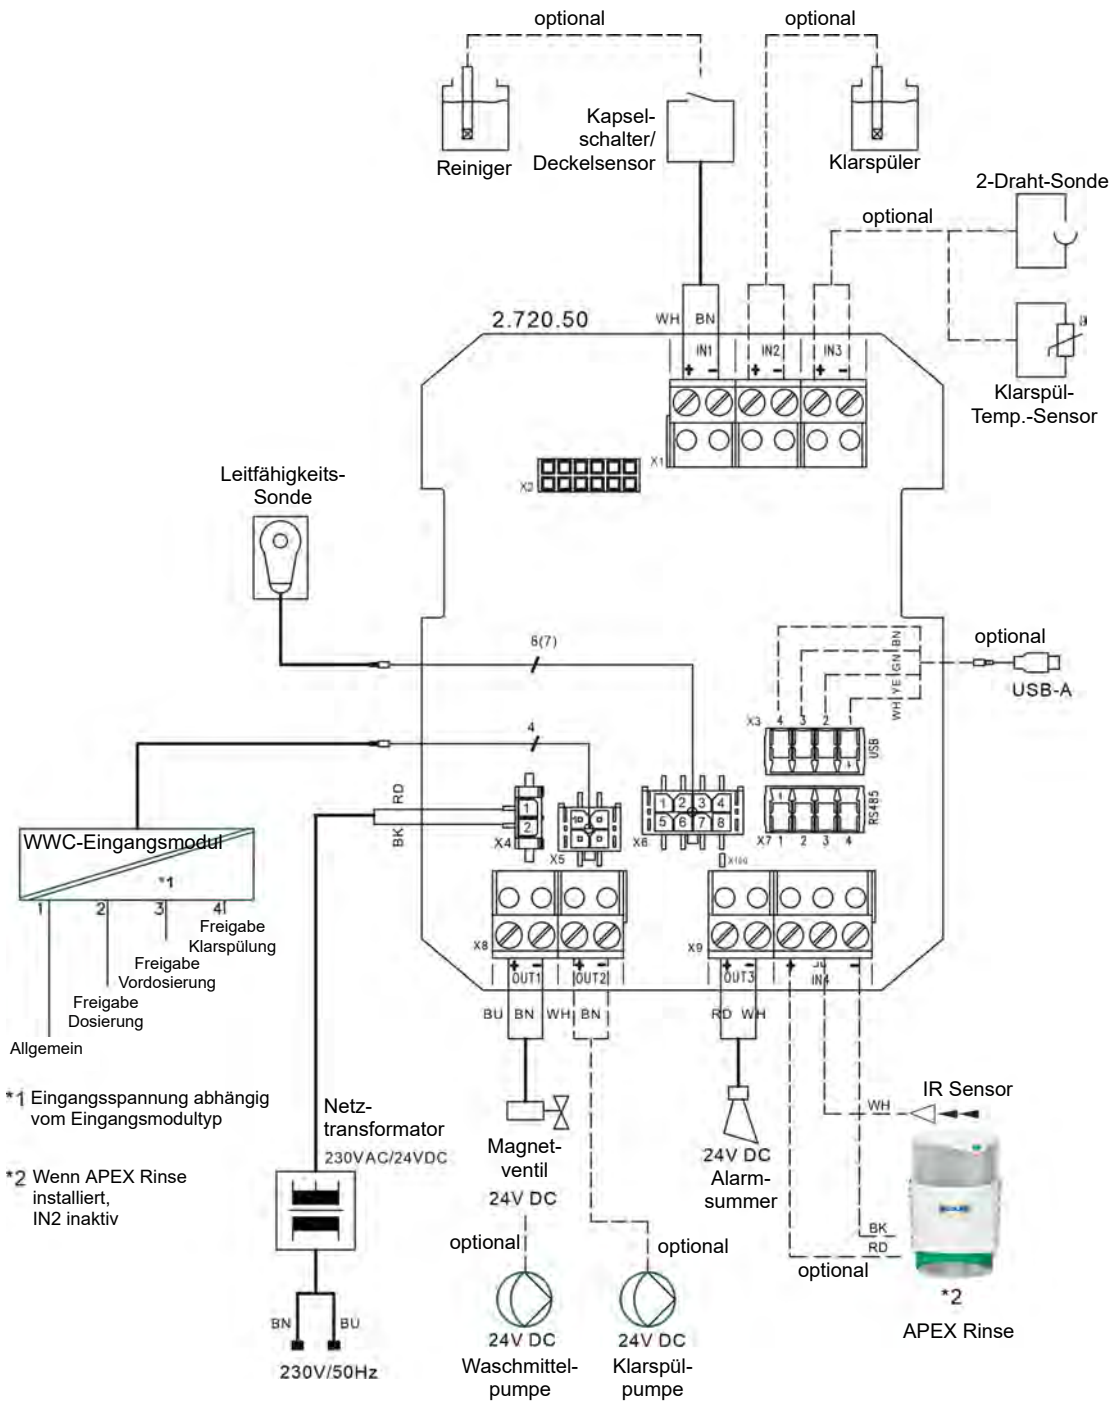 optional
optional
Kapsel-
schalter/
Deckelsensor
Reiniger
Klarspüler
2-Draht-Sonde
optional
2.720.50
WH BN
IN1 IN2 IN3
+ - + - + -
Klarspül-
Temp.-Sensor
X1
X2
Leitfähigkeits-
Sonde
8(7)
BN
GN
YE
WH
optional
USB-A
X3 4 3 2
USB
4
RD
BK
1
2
X4
X5
1 2 3 4
5 6 7 8
X6
RS485
X7 1 2 3 4
X100
WWC-Eingangsmodul
*1
1 2 3 4
Freigabe
Klarspülung
Freigabe
Vordosierung
Freigabe
Dosierung
Allgemein
X8
X9
+ - + -
OUT1 OUT2
+ - + -
OUT3 IN4
BU BN WH BN
RD WH
*1 Eingangsspannung abhängig
vom Eingangsmodultyp
*2 Wenn APEX Rinse
installiert,
IN2 inaktiv
Netz-
transformator
230VAC/24VDC
Magnet-
ventil
24V DC
24V DC
Alarm-
summer
IR Sensor
WH
BK
RD
optional
optional
optional
*2
APEX Rinse
BN BU
230V/50Hz
24V DC
Waschmittel-
pumpe
24V DC
Klarspül-
pumpe